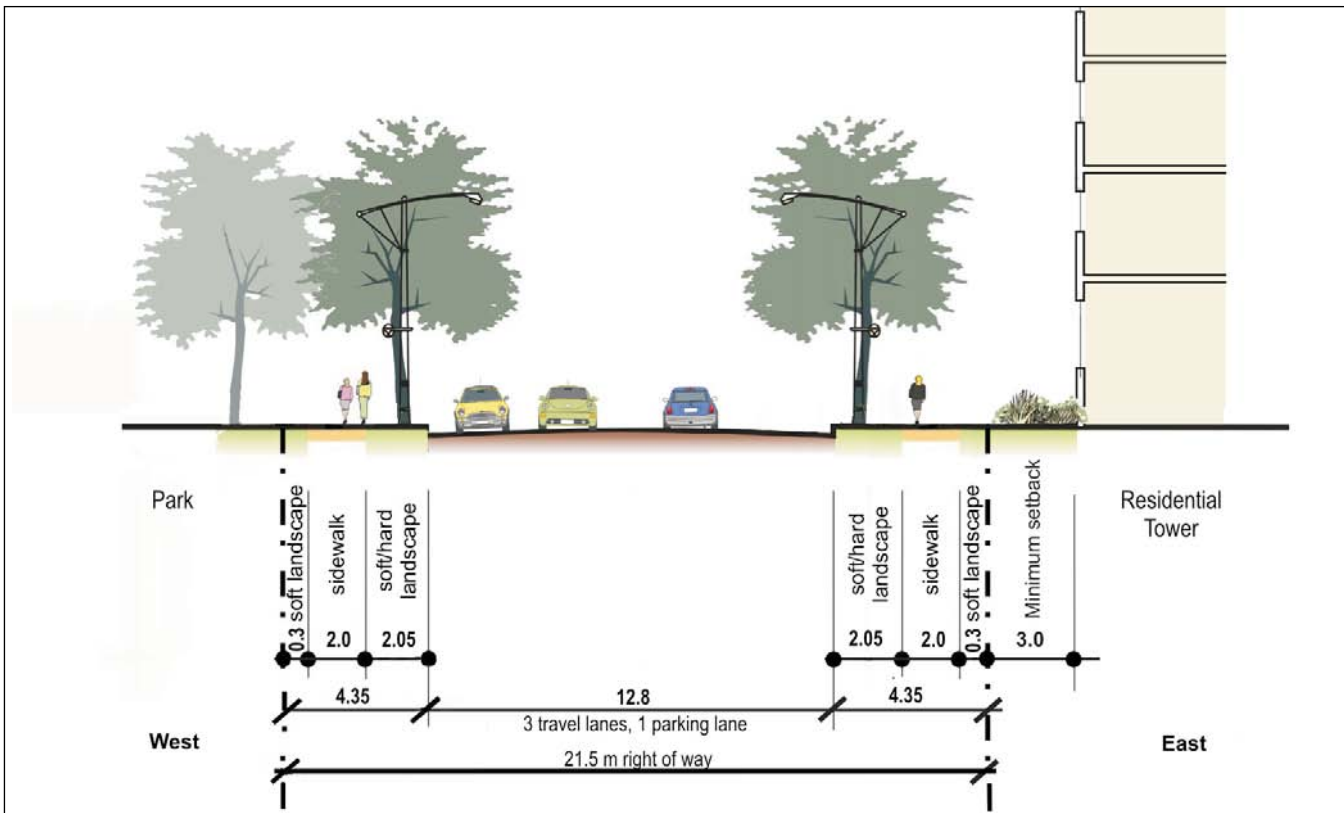 Park
0.3 soft landscape
sidewalk
2.0
soft/hard
landscape
2.05
soft/hard
landscape
2.05
sidewalk
2.0
0.3 soft landscape
Minimum setback
3.0
Residential
Tower
4.35
12.8
4.35
3 travel lanes, 1 parking lane
West
East
21.5 m right of way